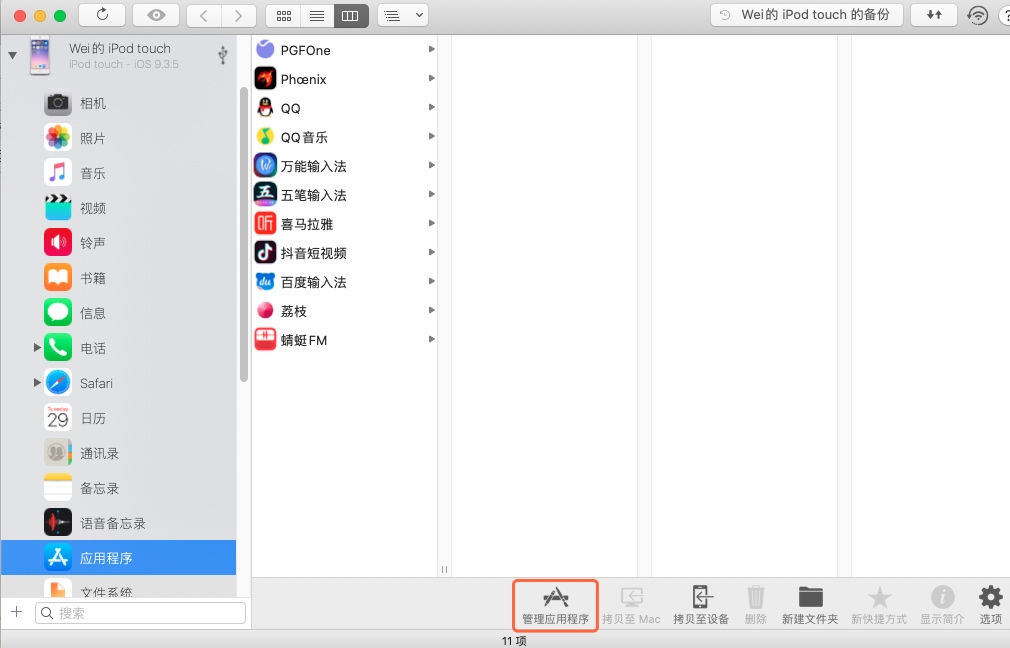 Wei的 iPod touch 的备份
?
Wei的 iPod touch
iPod touch - iOS 9.3.5
相机
照片
音乐
视频
铃声
书籍
信息
电话
Safari
Tuesday
29
日历
通讯录
备忘录
语音备忘录
应用程序
文件系统
搜索
PGFOne
Phœnix
QQ
QQ音乐
万能输入法
五
五笔输入法
听
喜马拉雅
抖音短视频
du
百度输入法
荔枝
蜻蜓FM
管理应用程序
拷贝至 Mac
拷贝至设备
删除
新建文件夹
新快捷方式
显示简介
选项
11 项